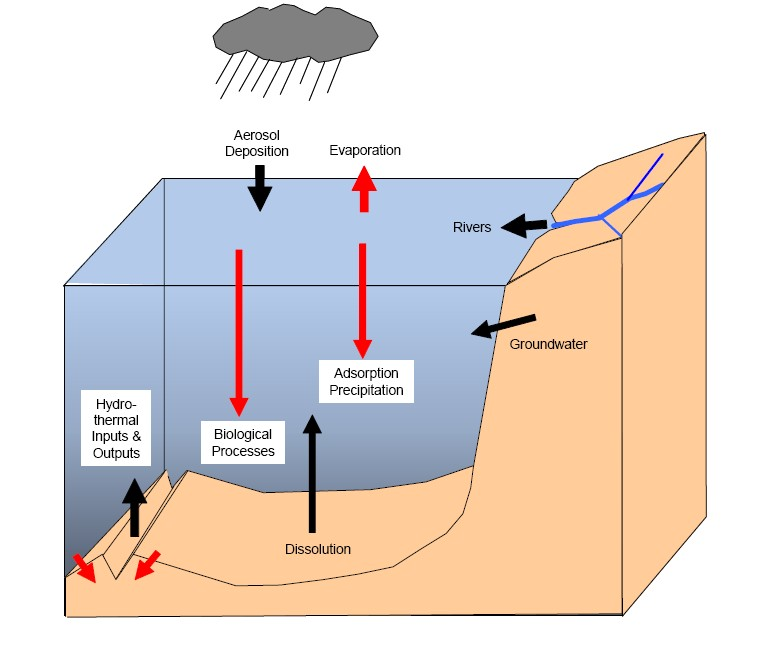 Aerosol
Deposition
Evaporation
Rivers
Groundwater
Adsorption
Precipitation
Hydro-
thermal
Inputs &
Outputs
Biological
Processes
Dissolution